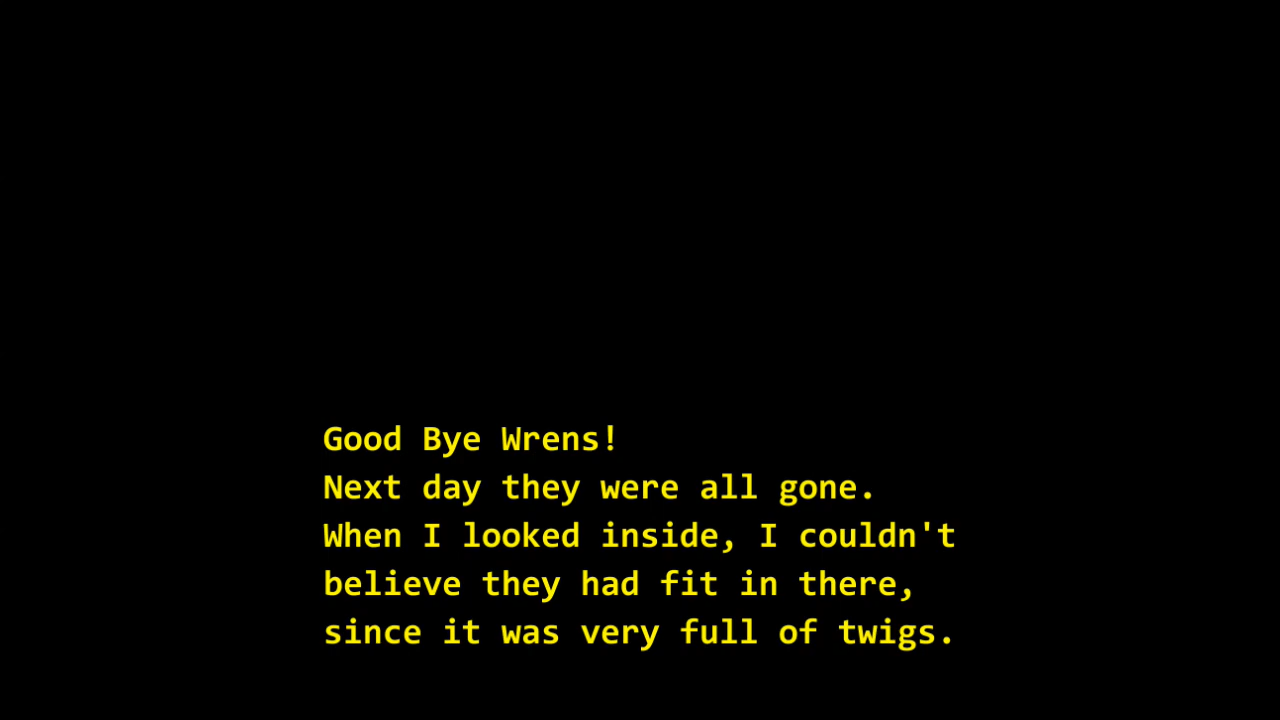 Good Bye Wrens!
Next day they were all gone.
When I looked inside, I couldn't
believe they had fit in there,
since it was very full of twigs.